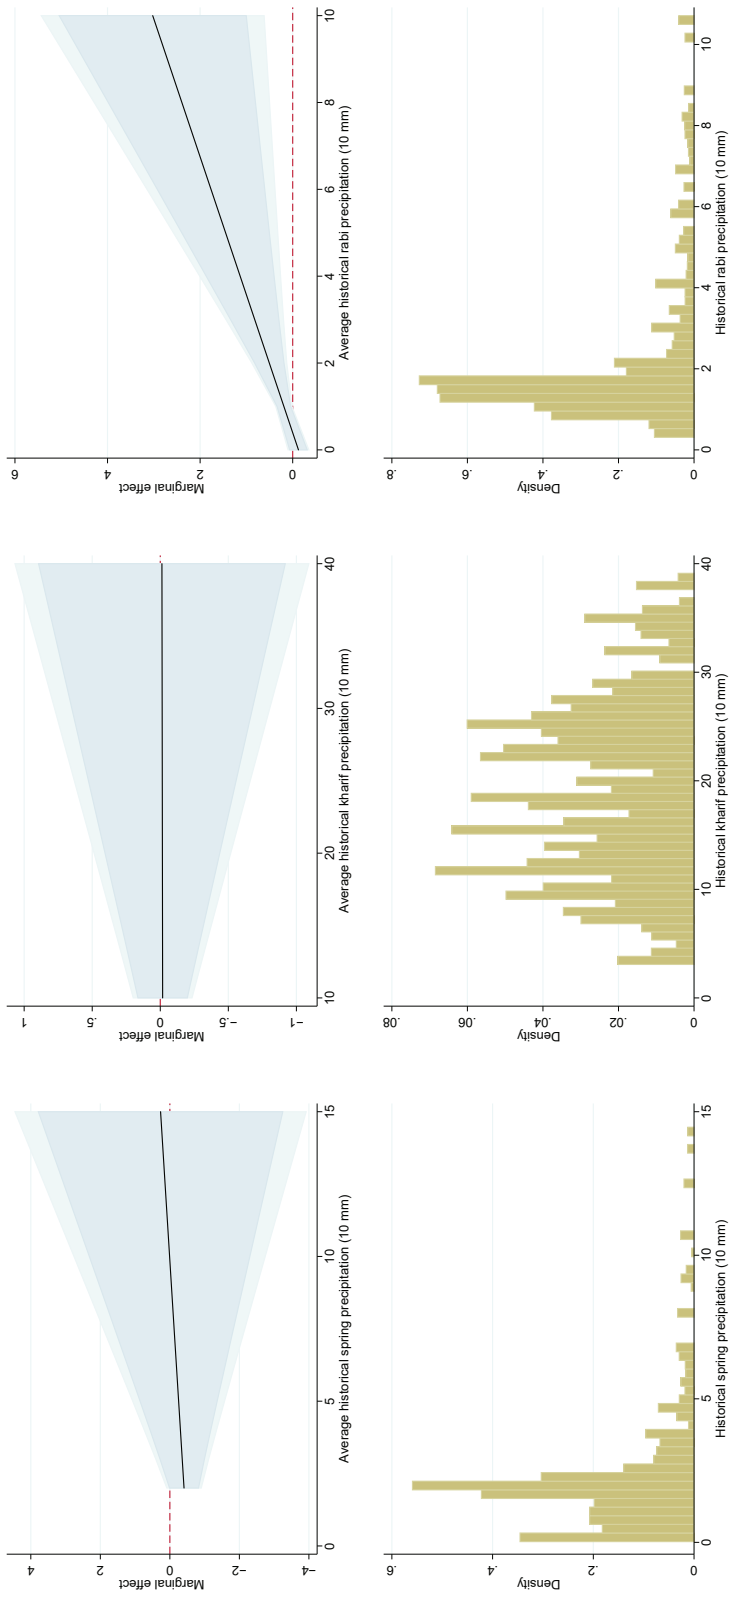 Marginal effect
4
2
0
−2
−4
0 5 10 15
Average historical spring precipitation (10 mm)
Marginal effect
1
.5
0
−.5
−1
10 20 30 40
Average historical kharif precipitation (10 mm)
Marginal effect
6
4
2
0
0 2 4 6 8 10
Average historical rabi precipitation (10 mm)
Density
.6
.4
.2
0
0 5 10 15
Historical spring precipitation (10 mm)
Density
.08
.06
.04
.02
0
0 10 20 30 40
Historical kharif precipitation (10 mm)
Density
.8
.6
.4
.2
0
0 2 4 6 8 10
Historical rabi precipitation (10 mm)